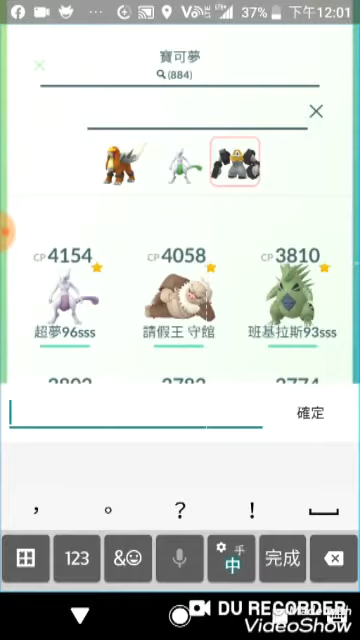 37% 下午12:01
寶可夢
(884)
CP4154
CP4058
CP3810
超夢96sss
請假王 守館
班基拉斯93sss
確定
， 。 ？ ！
123
中
完成
DU RECORDER
VideoShow